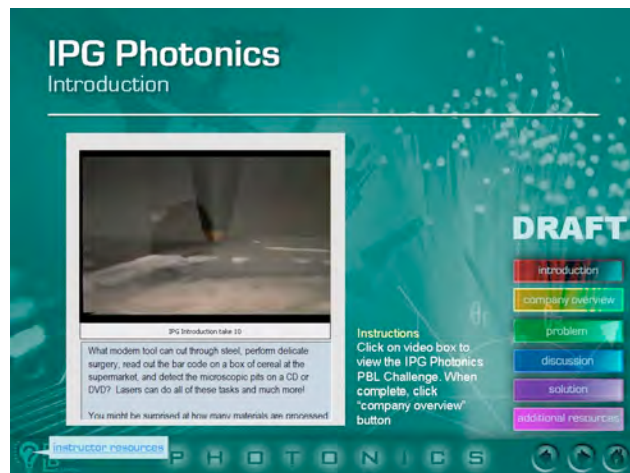 IPG Photonics
Introduction
IPG Introduction take 10
What modern tool can cut through steel, perform delicate
surgery, read out the bar code on a box of cereal at the
supermarket, and detect the microscopic pits on a CD or
DVD? Lasers can do all of these tasks and much more!
You might be surprised at how many materials are processed
Instructions
Click on video box to
view the IPG Photonics
PBL Challenge. When
complete, click
"company overview"
button
DRAFT
introduction
company overview
problem
discussion
solution
additional resources
instructor resources
PHOTONICS